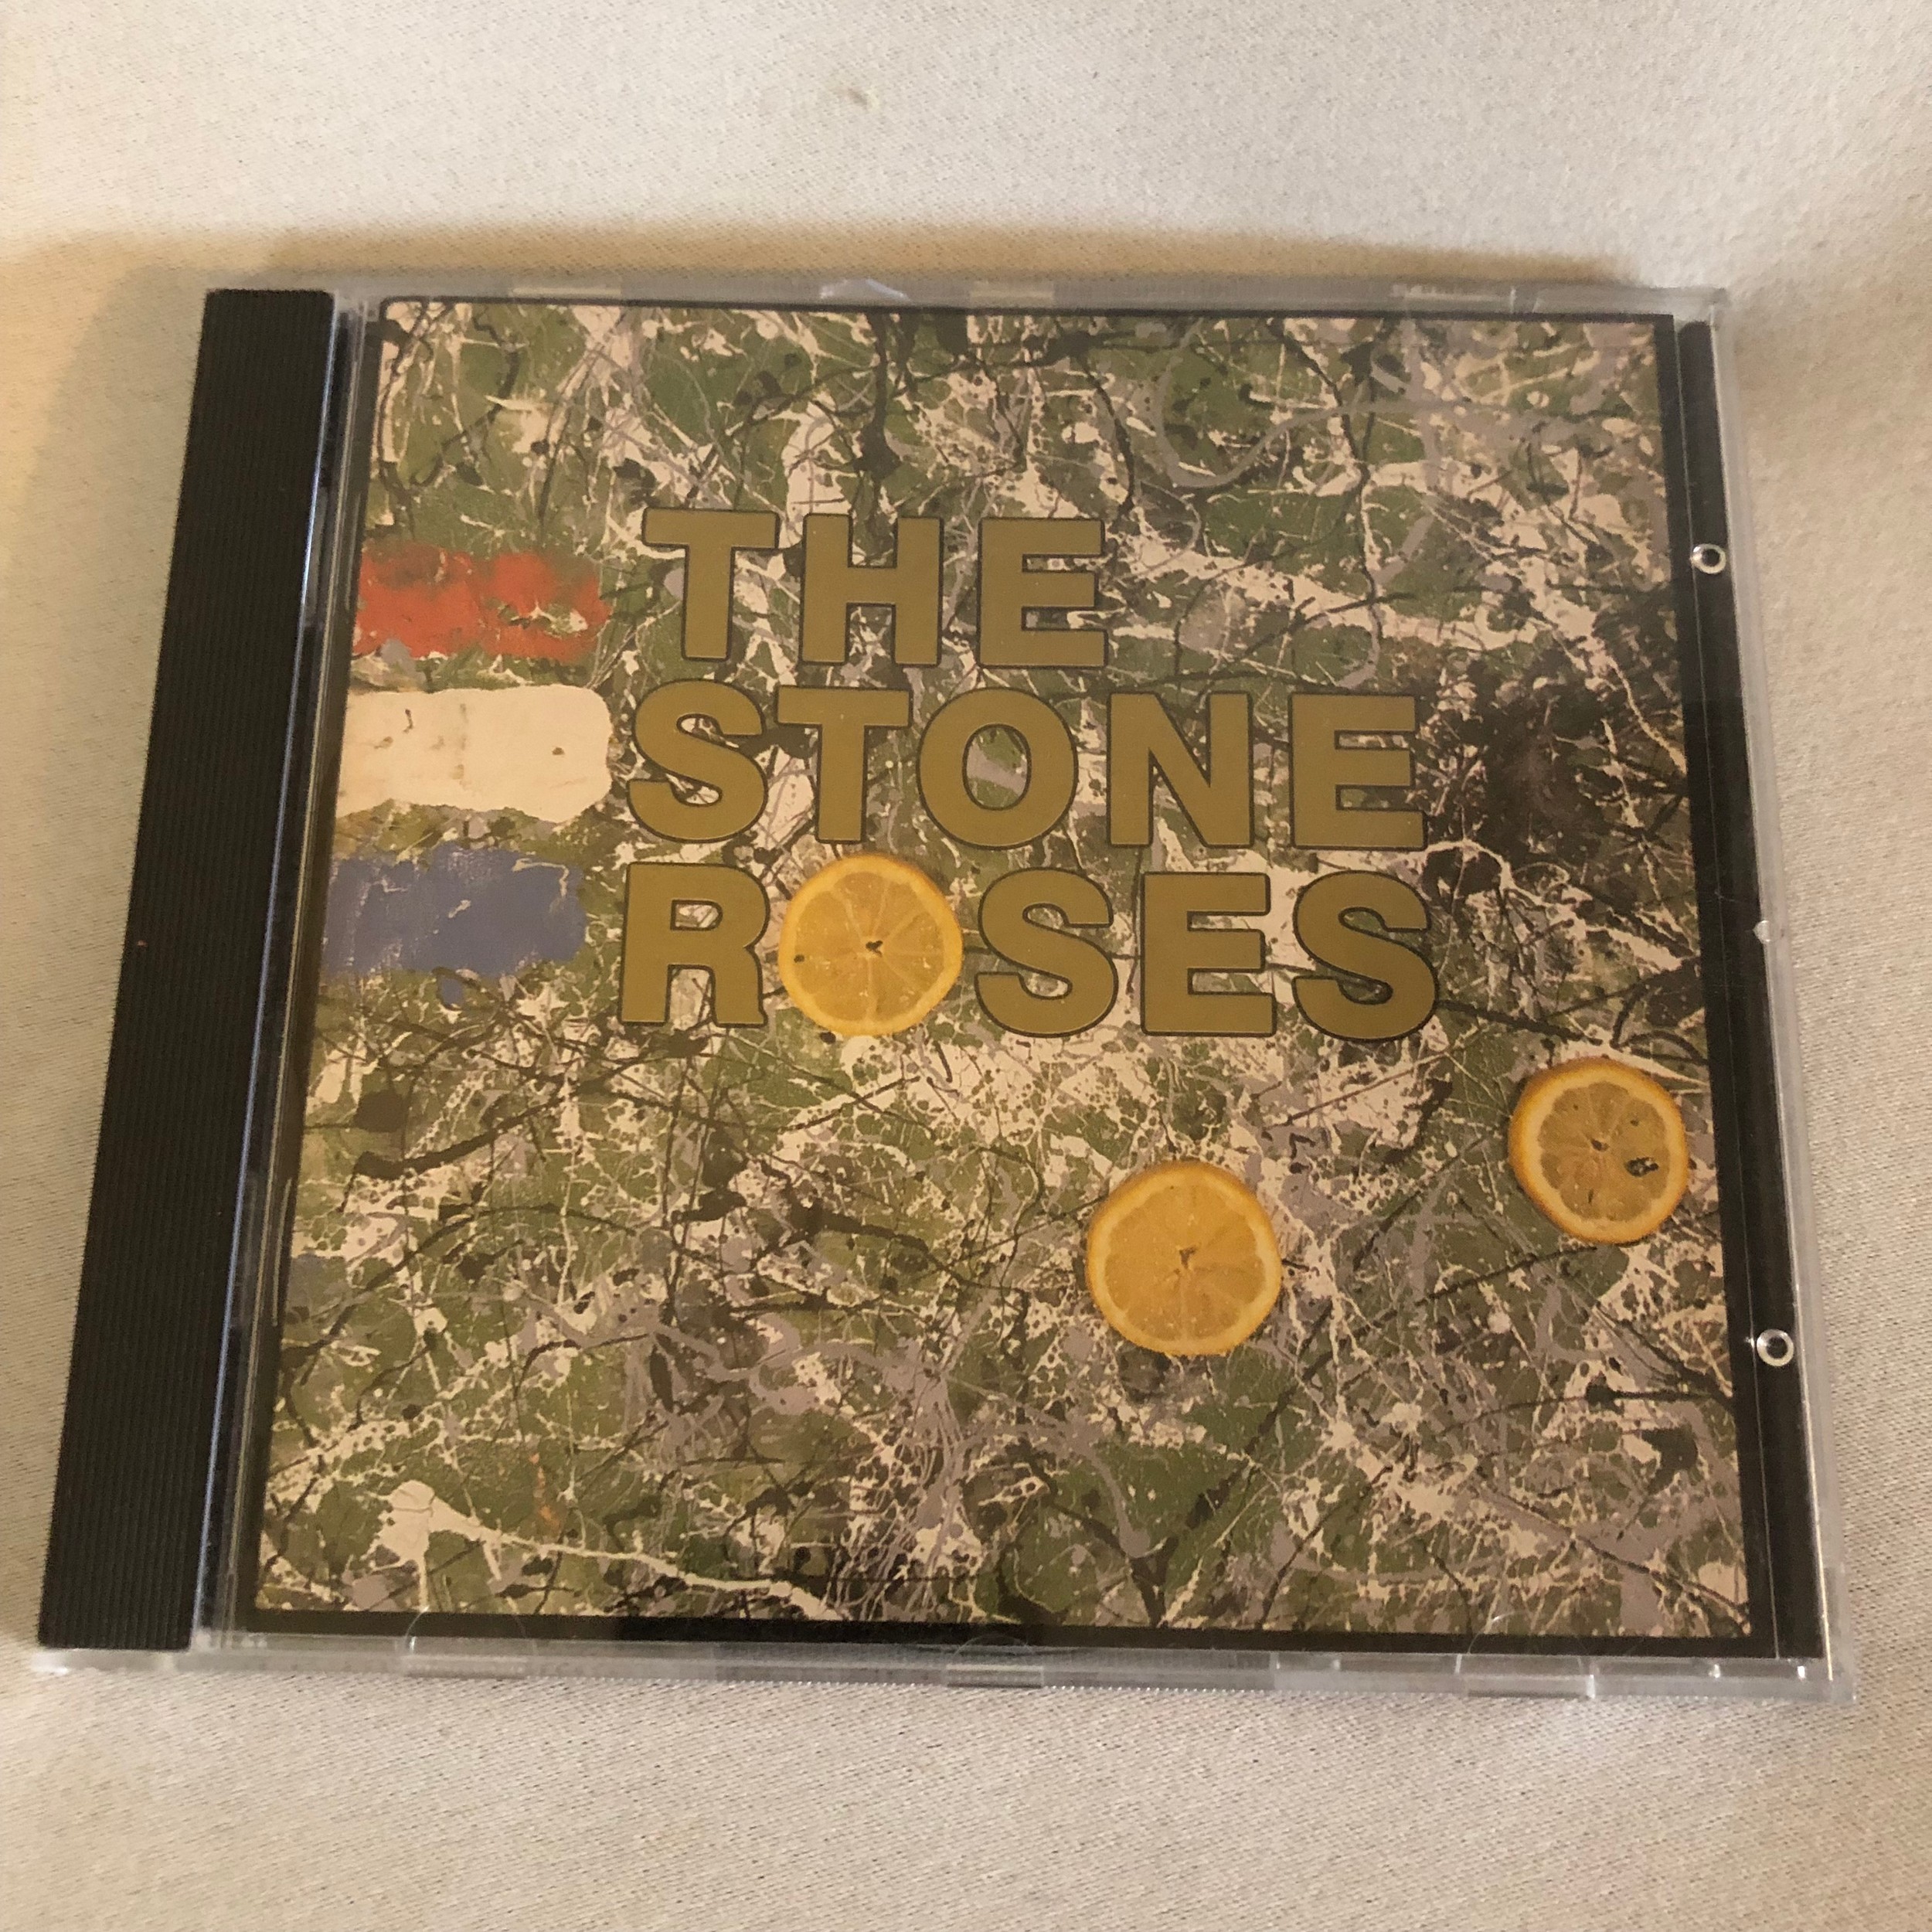 THE
STONE
ROSES